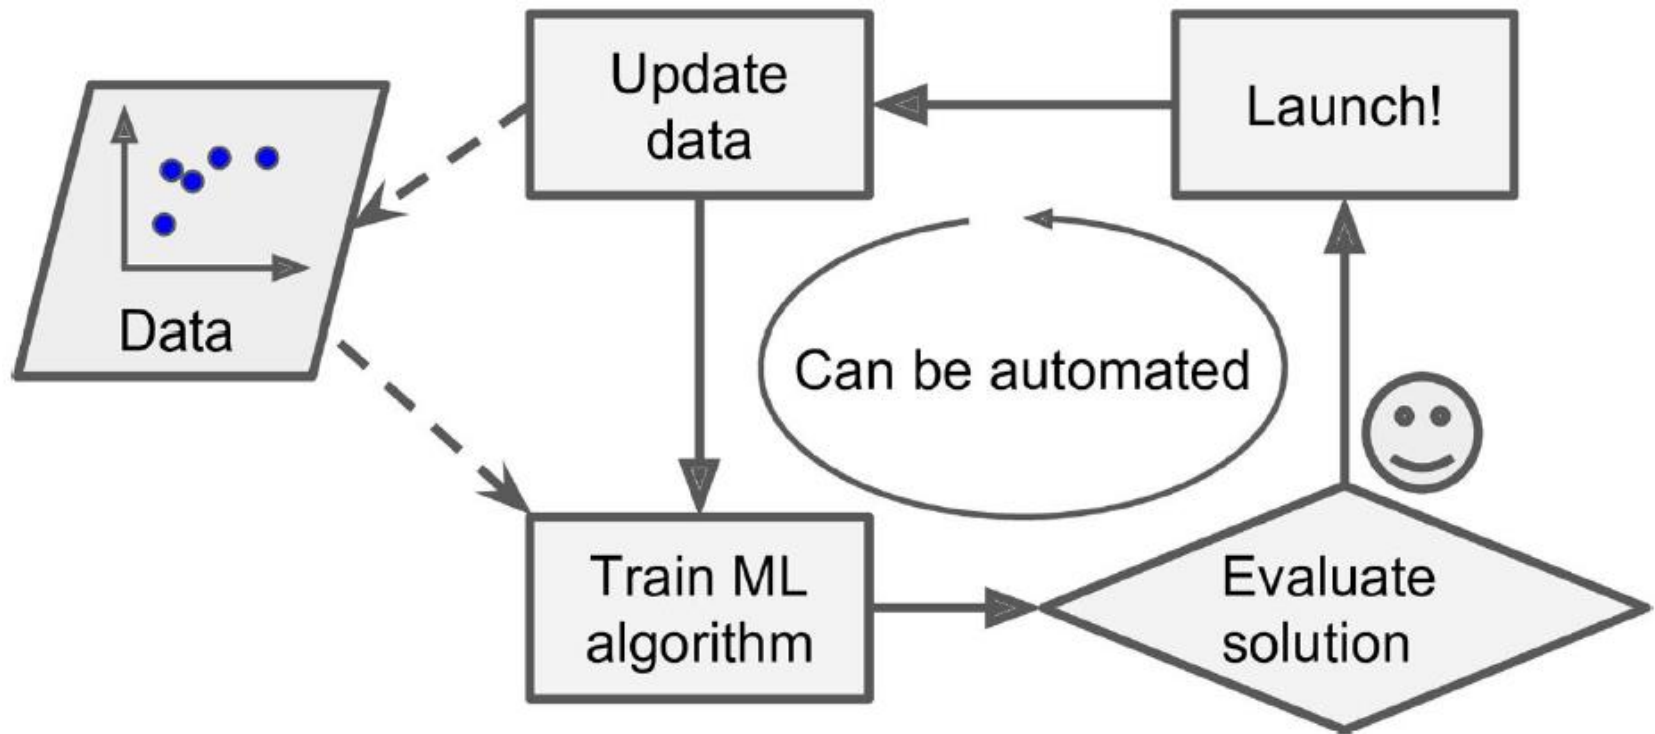 Update
data
Launch!
Data
Can be automated
Train ML
algorithm
Evaluate
solution